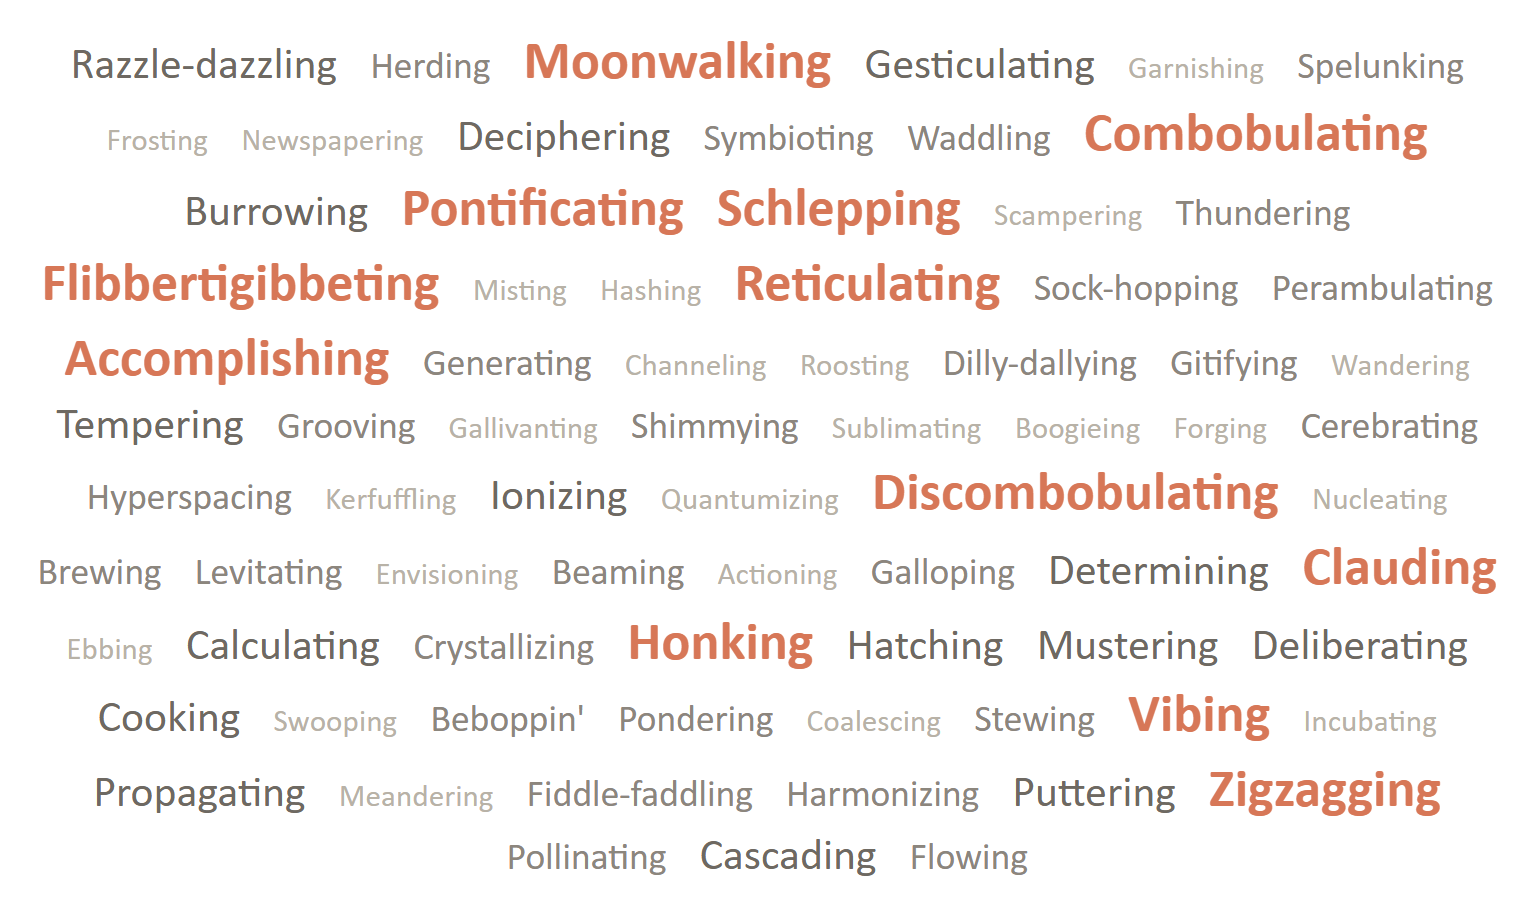 Razzle-dazzling Herding Moonwalking Gesticulating Garnishing Spelunking
Frosting Newspapering Deciphering Symbioting Waddling Combobulating
Burrowing Pontificating Schlepping Scampering Thundering
Flibbertigibbeting Misting Hashing Reticulating Sock-hopping Perambulating
Accomplishing Generating Channeling Roosting Dilly-dallying Gitifying Wandering
Tempering Grooving Gallivanting Shimmying Sublimating Boogieing Forging Cerebrating
Hyperspacing Kerfuffling Ionizing Quantumizing Discombobulating Nucleating
Brewing Levitating Envisioning Beaming Actioning Galloping Determining Clauding
Ebbing Calculating Crystallizing Honking Hatching Mustering Deliberating
Cooking Swooping Beboppin' Pondering Coalescing Stewing Vibing Incubating
Propagating Meandering Fiddle-faddling Harmonizing Puttering Zigzagging
Pollinating Cascading Flowing